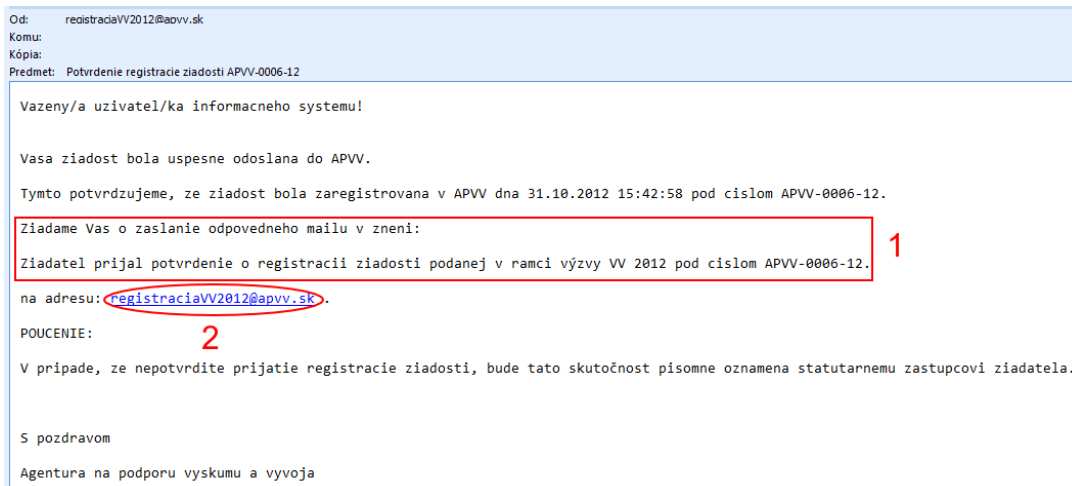 Od: registraciaVV2012@apvv.sk
Komu:
Kópia:
Predmet: Potvrdenie registracie ziadosti APVV-0006-12
Vazeny/a uzivatel/ka informacneho systemu!
Vasa ziadost bola uspesne odoslana do APVV.
Tymto potvrdzujeme, ze ziadost bola zaregistrovana v APVV dna 31.10.2012 15:42:58 pod cislom APVV-0006-12.
Ziadame Vas o zaslanie odpovedneho mailu v zneni:
1
Ziadatel prijal potvrdenie o registracii ziadosti podanej v ramci výzvy VV 2012 pod cislom APVV-0006-12.
na adresu: registraciaVV2012@apvv.sk .
POUCENIE:
2
V pripade, ze nepotvrdite prijatie registracie ziadosti, bude tato skutočnost pisomne oznamena statutarnemu zastupcovi ziadatela.
S pozdravom
Agentura na podporu vyskumu a vyvoja